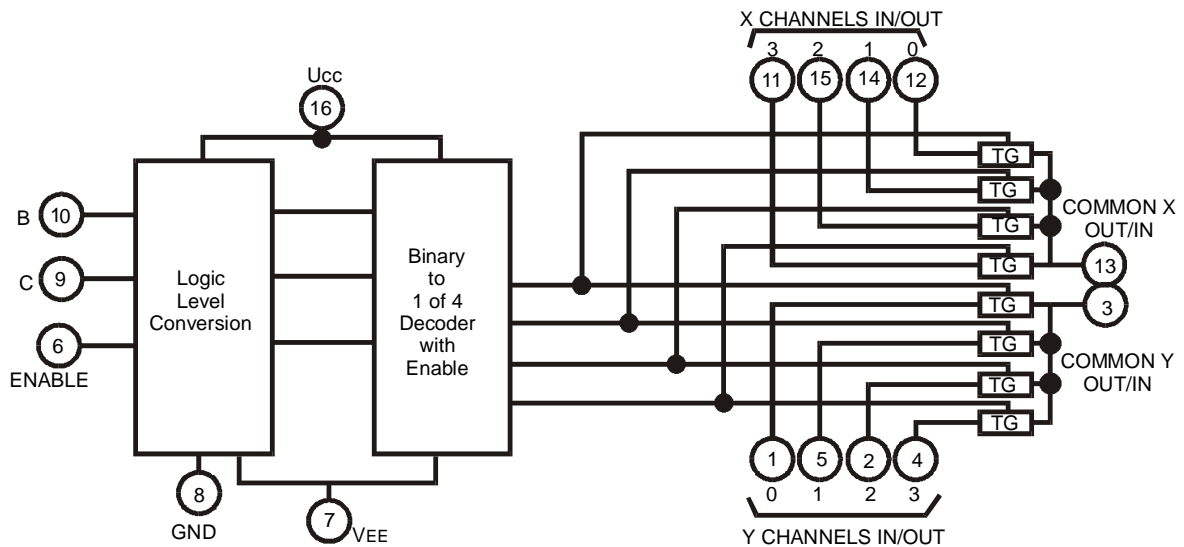 X CHANNELS IN/OUT
3 2 1 0
11 15 14 12
Ucc
16
TG
TG
TG
TG
TG
TG
TG
TG
COMMON X
OUT/IN
13
3
COMMON Y
OUT/IN
B 10
C 9
6
ENABLE
Logic
Level
Conversion
Binary
to
1 of 4
Decoder
with
Enable
8
GND
7 VEE
1 5 2 4
0 1 2 3
Y CHANNELS IN/OUT